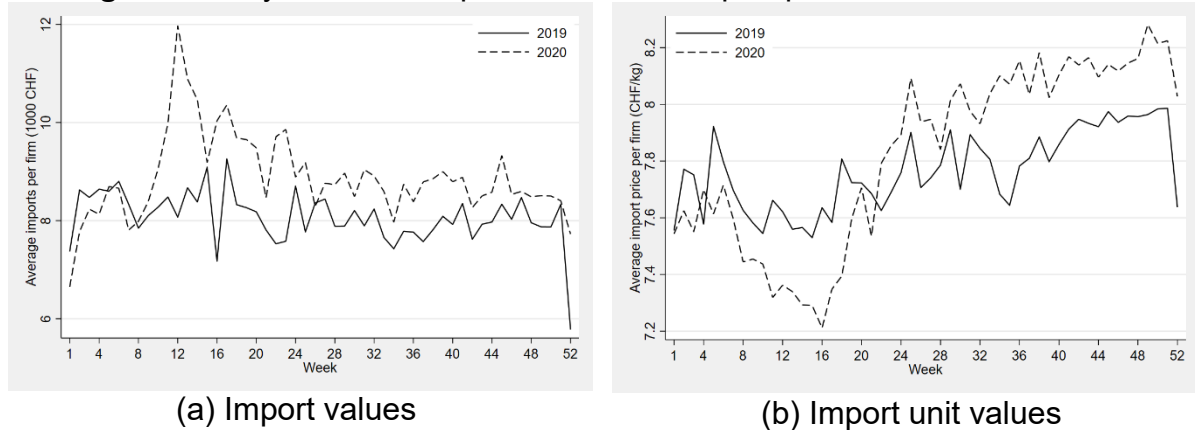 Average imports per firm (1000 CHF)
12
10
8
6
2019
2020
1 4 8 12 16 20 24 28 32 36 40 44 48 52
Week
(a) Import values
Average import price per firm (CHF/kg)
8.2
8
7.8
7.6
7.4
7.2
2019
2020
1 4 8 12 16 20 24 28 32 36 40 44 48 52
Week
(b) Import unit values